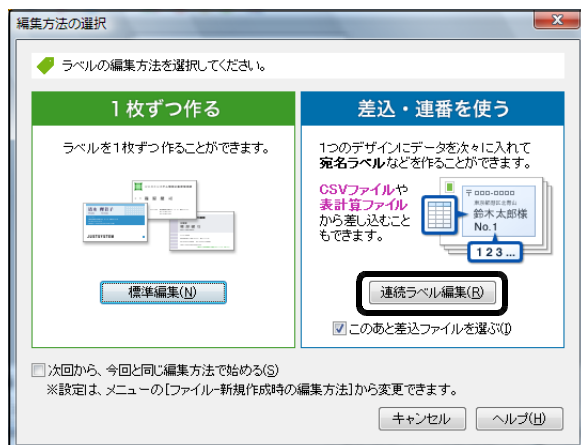 編集方法の選択
ラベルの編集方法を選択してください。
1枚ずつ作る
ラベルを1枚ずつ作ることができます。
JUSTSYSTEM
標準編集(N)
差込・連番を使う
1つのデザインにデータを次々に入れて
宛名ラベルなどを作ることができます。
CSVファイルや
表計算ファイル
から差し込むこと
もできます。
〒000-0000
鈴木太郎様
No.1
1 2 3 ...
連続ラベル編集(R)
このあと差込ファイルを選ぶ(I)
次回から、今回と同じ編集方法で始める(S)
※設定は、メニューの[ファイル-新規作成時の編集方法]から変更できます。
キャンセル
ヘルプ(H)